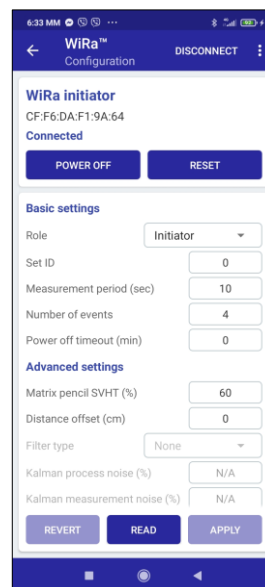 6:33 MM
92
WiRa™
Configuration
DISCONNECT
WiRa initiator
CF:F6:DA:F1:9A:64
Connected
POWER OFF RESET
Basic settings
Role Initiator
Set ID 0
Measurement period (sec) 10
Number of events 4
Power off timeout (min) 0
Advanced settings
Matrix pencil SVHT (%) 60
Distance offset (cm) 0
Filter type None
Kalman process noise (%) N/A
Kalman measurement noise (%) N/A
REVERT READ APPLY